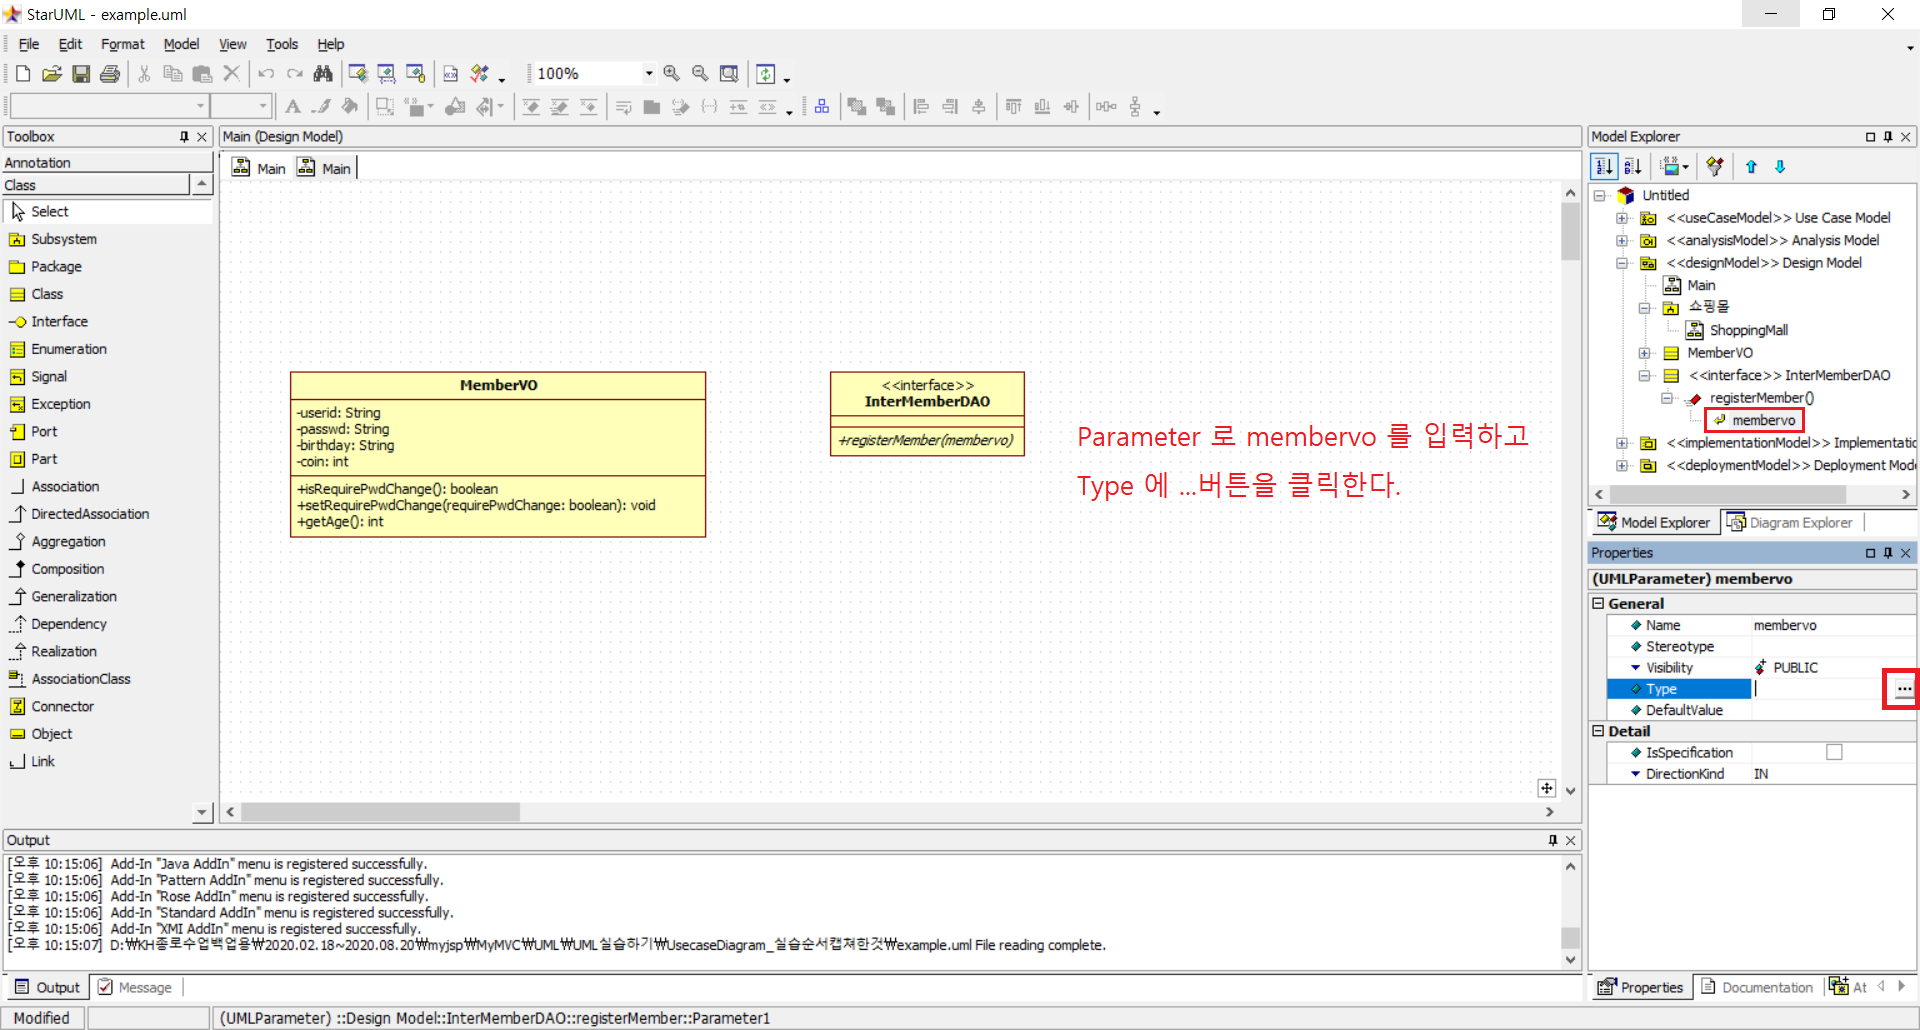 StarUML - example.uml
File Edit Format Model View Tools Help
100%
Toolbox
Annotation
Class
Select
Subsystem
Package
Class
Interface
Enumeration
Signal
Exception
Port
Part
Association
DirectedAssociation
Aggregation
Composition
Generalization
Dependency
Realization
AssociationClass
Connector
Object
Link
Main (Design Model)
Main Main
MemberVO
-userid: String
-passwd: String
-birthday: String
-coin: int
+isRequirePwdChange(): boolean
+setRequirePwdChange(requirePwdChange: boolean): void
+getAge(): int
<<interface>>
InterMemberDAO
+registerMember(membervo)
Parameter 로 membervo 를 입력하고
Type 에 ...버튼을 클릭한다.
Model Explorer
Untitled
<<useCaseModel>> Use Case Model
<<analysisModel>> Analysis Model
<<designModel>> Design Model
Main
쇼핑몰
ShoppingMall
MemberVO
<<interface>> InterMemberDAO
registerMember()
membervo
<<implementationModel>> Implementatic
<<deploymentModel>> Deployment Mode
Model Explorer Diagram Explorer
Properties
(UMLParameter) membervo
General
Name membervo
Stereotype
Visibility PUBLIC
Type ...
DefaultValue
Detail
IsSpecification
DirectionKind IN
Properties Documentation At
Output
[오후 10:15:06] Add-In "Java AddIn" menu is registered successfully.
[오후 10:15:06] Add-In "Pattern AddIn" menu is registered successfully.
[오후 10:15:06] Add-In "Rose AddIn" menu is registered successfully.
[오후 10:15:06] Add-In "Standard AddIn" menu is registered successfully.
[오후 10:15:06] Add-In "XMI AddIn" menu is registered successfully.
[오후 10:15:07] D:₩KH종로수업백업용₩2020.02.18~2020.08.20₩myjsp₩MyMVC₩UML₩UML실습하기₩UsecaseDiagram_실습순서캡쳐한것₩example.uml File reading complete.
Output Message
Modified
(UMLParameter) ::Design Model::InterMemberDAO::registerMember::Parameter1